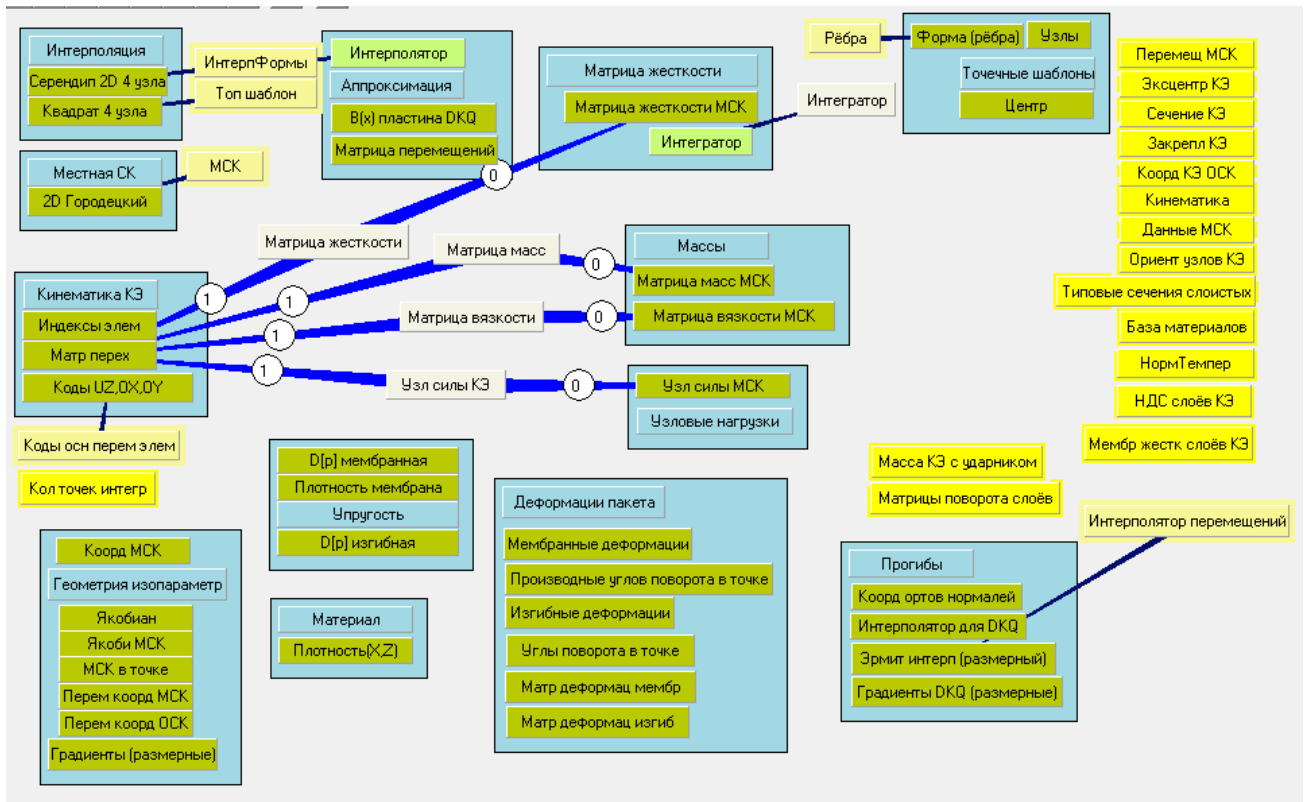 Интерполяция
Серендип 2D 4 узла
Квадрат 4 узла
ИнтерпФормы
Топ шаблон
Интерполятор
Аппроксимация
B(x) пластина DKQ
Матрица перемещений
Матрица жесткости
Матрица жесткости МСК
Интегратор
Интегратор
Рёбра
Форма (рёбра)
Узлы
Точечные шаблоны
Центр
Перемещ МСК
Эксцентр КЭ
Сечение КЭ
Закрепл КЭ
Коорд КЭ ОСК
Кинематика
Данные МСК
Ориент узлов КЭ
Типовые сечения слоистых
База материалов
НормТемпер
НДС слоёв КЭ
Мембр жестк слоёв КЭ
Местная СК
2D Городецкий
МСК
0
Матрица жесткости
Матрица масс
0
Массы
Матрица масс МСК
Матрица вязкости МСК
Кинематика КЭ
Индексы элем
Матр перех
Коды UZ,OX,OY
1
1
1
1
Матрица вязкости
0
Узл силы КЭ
0
Узл силы МСК
Узловые нагрузки
Коды осн перем элем
Кол точек интегр
D[p] мембранная
Плотность мембрана
Упругость
D[p] изгибная
Масса КЭ с ударником
Матрицы поворота слоёв
Интерполятор перемещений
Коорд МСК
Геометрия изопараметр
Якобиан
Якоби МСК
МСК в точке
Перем коорд МСК
Перем коорд ОСК
Градиенты (размерные)
Материал
Плотность(X,Z)
Деформации пакета
Мембранные деформации
Производные углов поворота в точке
Изгибные деформации
Углы поворота в точке
Матр деформац мембр
Матр деформац изгиб
Прогибы
Коорд ортов нормалей
Интерполятор для DKQ
Эрмит интерп (размерный)
Градиенты DKQ (размерные)